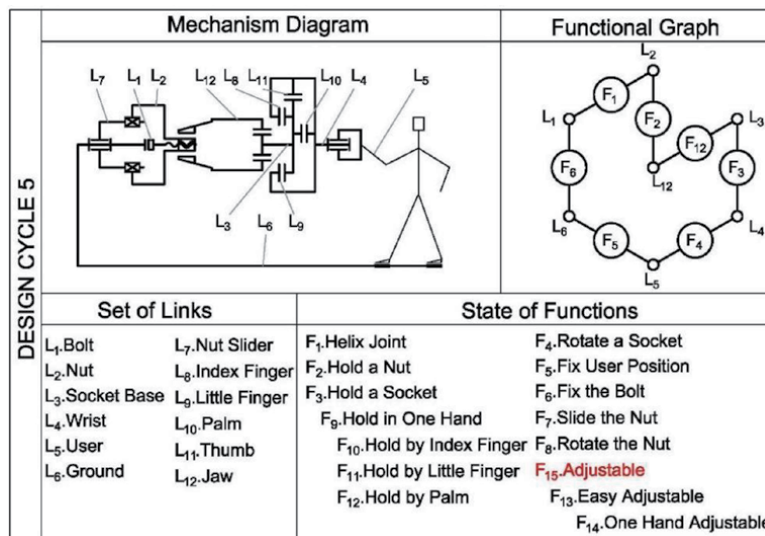 DESIGN CYCLE 5
Mechanism Diagram
Functional Graph
L7 L1 L2 L12 L8 L11 L10 L4 L5
L3 L6 L9
L2
F1
L1
F2
L3
F12
F6
L12
F3
L6
L4
F5
F4
L5
Set of Links
L1.Bolt
L2.Nut
L3.Socket Base
L4.Wrist
L5.User
L6.Ground
L7.Nut Slider
L8.Index Finger
L9.Little Finger
L10.Palm
L11.Thumb
L12.Jaw
State of Functions
F1.Helix Joint
F2.Hold a Nut
F3.Hold a Socket
F9.Hold in One Hand
F10.Hold by Index Finger
F11.Hold by Little Finger
F12.Hold by Palm
F4.Rotate a Socket
F5.Fix User Position
F6.Fix the Bolt
F7.Slide the Nut
F8.Rotate the Nut
F15.Adjustable
F13.Easy Adjustable
F14.One Hand Adjustable